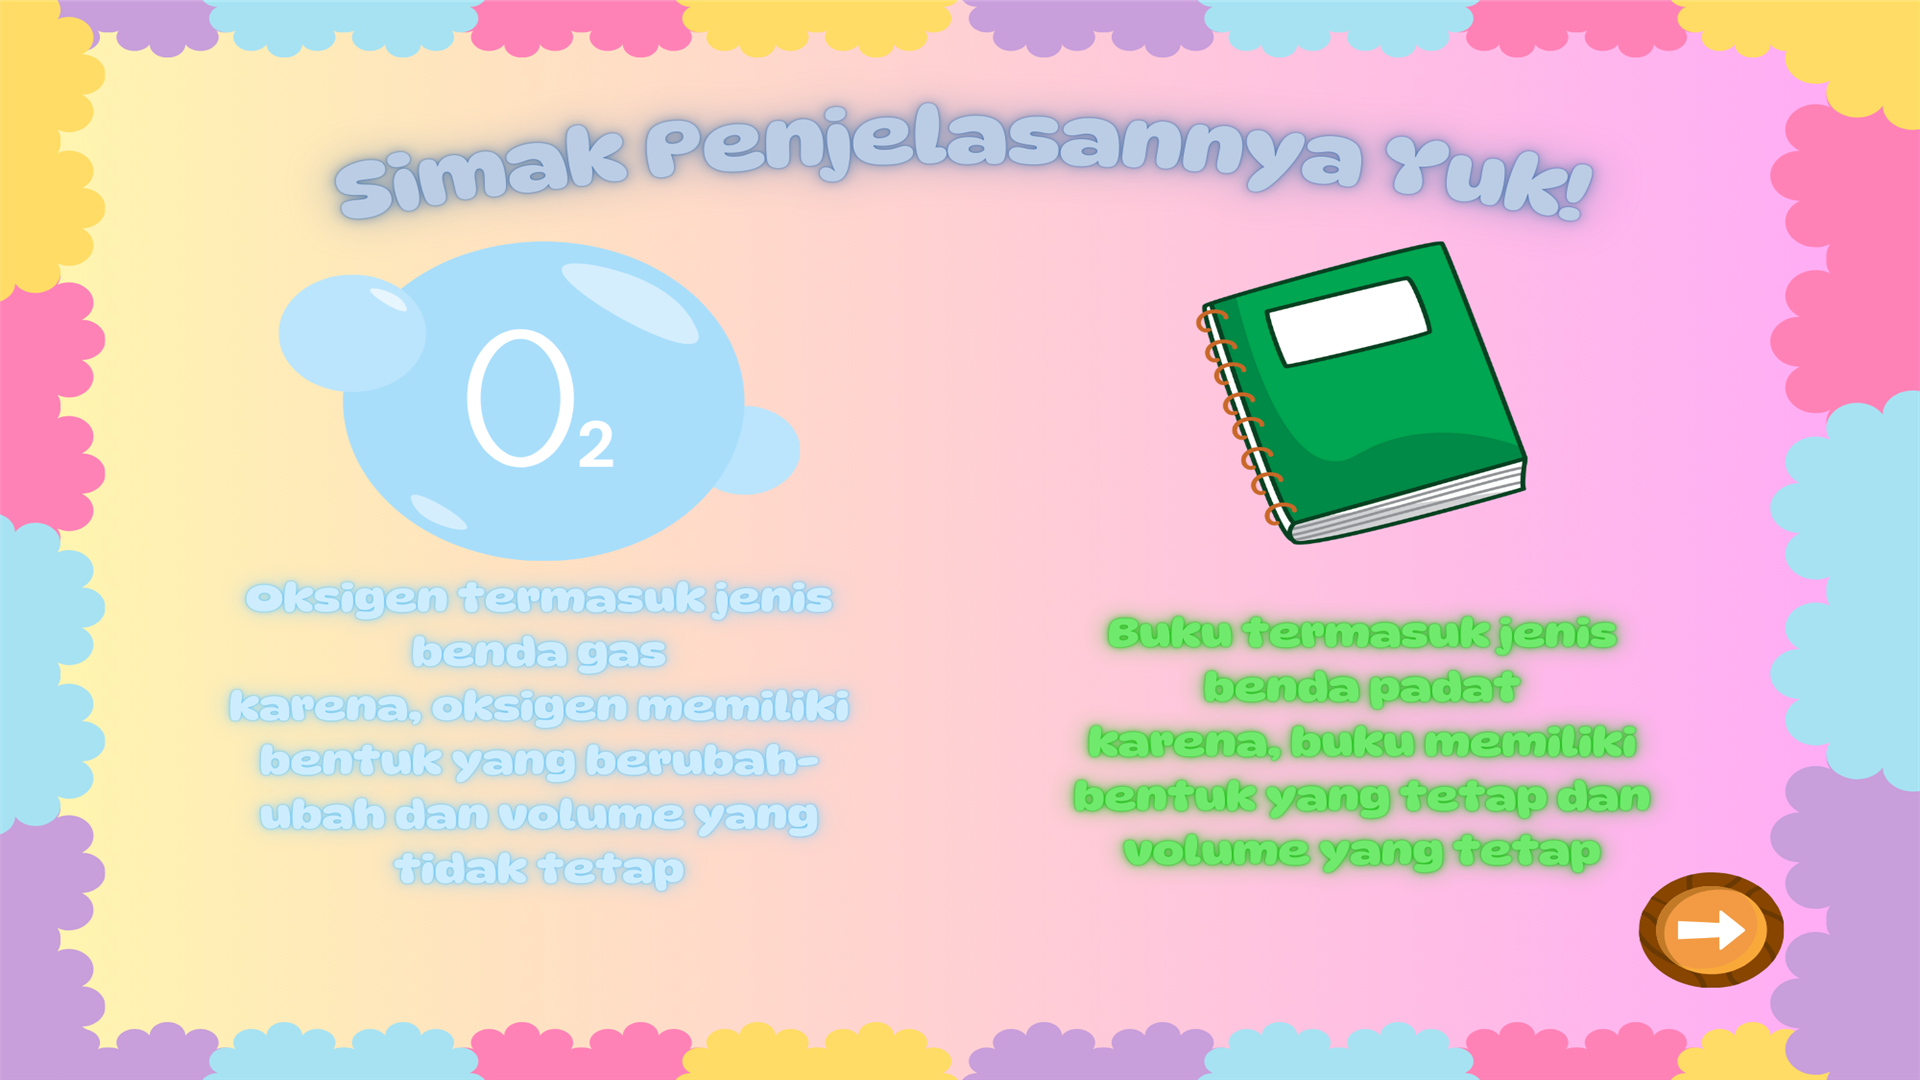 Simak Penjelasannya Yuk!
O₂
Oksigen termasuk jenis
benda gas
karena, oksigen memiliki
bentuk yang berubah-
ubah dan volume yang
tidak tetap
Buku termasuk jenis
benda padat
karena, buku memiliki
bentuk yang tetap dan
volume yang tetap